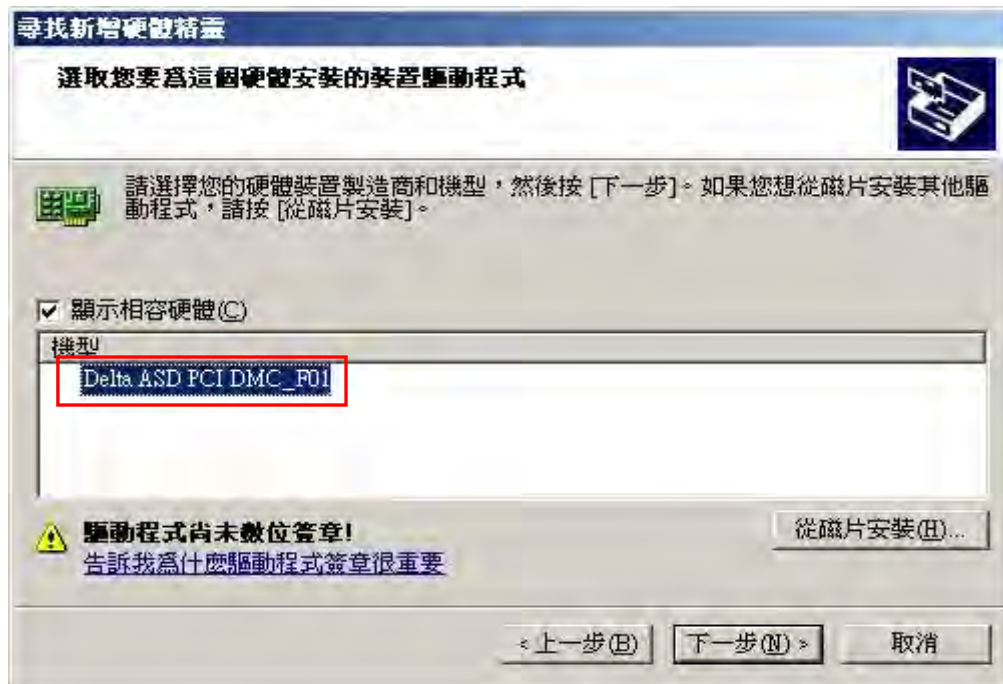 尋找新增硬體精靈
選取您要為這個硬體安裝的裝置驅動程式
請選擇您的硬體裝置製造商和機型，然後按 [下一步]。如果您想從磁片安裝其他驅
動程式，請按 [從磁片安裝]。
顯示相容硬體(C)
機型
Delta ASD PCI DMC_F01
驅動程式尚未數位簽章!
從磁片安裝(H)...
告訴我為什麼驅動程式簽章很重要
<上一步(B)
下一步(N)>
取消